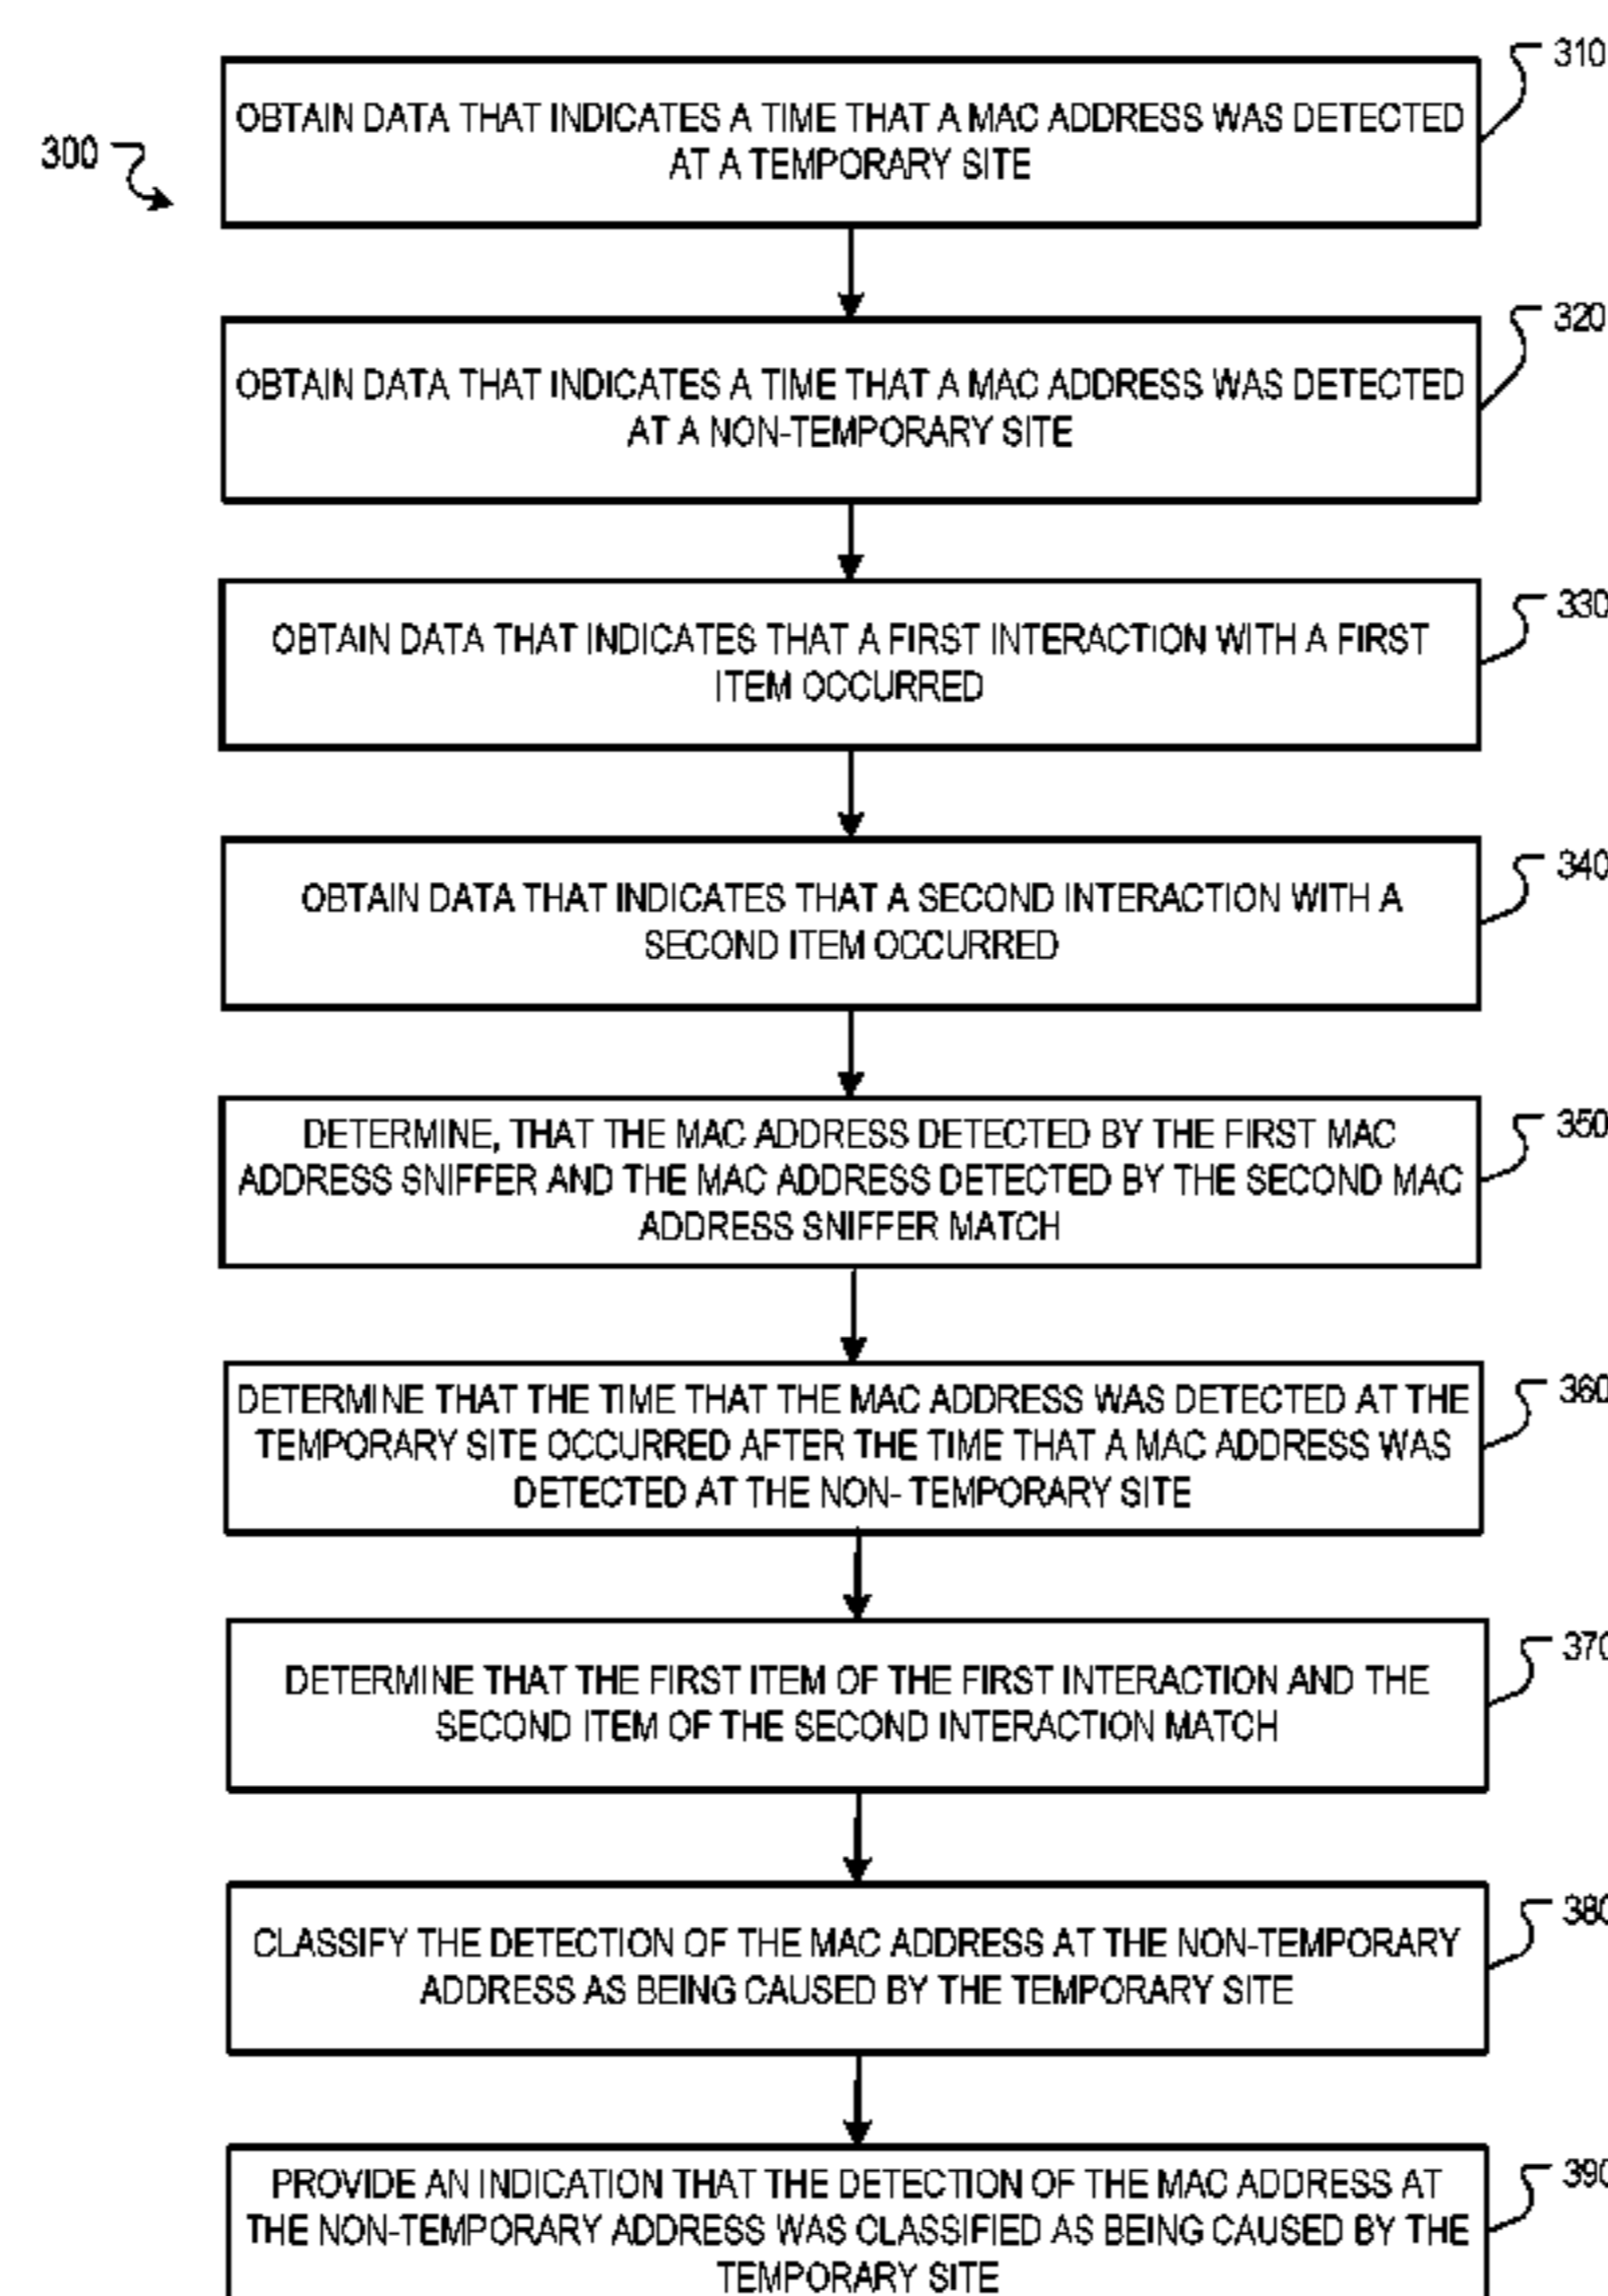 310
300
OBTAIN DATA THAT INDICATES A TIME THAT A MAC ADDRESS WAS DETECTED
AT A TEMPORARY SITE
320
OBTAIN DATA THAT INDICATES A TIME THAT A MAC ADDRESS WAS DETECTED
AT A NON-TEMPORARY SITE
330
OBTAIN DATA THAT INDICATES THAT A FIRST INTERACTION WITH A FIRST
ITEM OCCURRED
340
OBTAIN DATA THAT INDICATES THAT A SECOND INTERACTION WITH A
SECOND ITEM OCCURRED
350
DETERMINE, THAT THE MAC ADDRESS DETECTED BY THE FIRST MAC
ADDRESS SNIFFER AND THE MAC ADDRESS DETECTED BY THE SECOND MAC
ADDRESS SNIFFER MATCH
360
DETERMINE THAT THE TIME THAT THE MAC ADDRESS WAS DETECTED AT THE
TEMPORARY SITE OCCURRED AFTER THE TIME THAT A MAC ADDRESS WAS
DETECTED AT THE NON- TEMPORARY SITE
370
DETERMINE THAT THE FIRST ITEM OF THE FIRST INTERACTION AND THE
SECOND ITEM OF THE SECOND INTERACTION MATCH
380
CLASSIFY THE DETECTION OF THE MAC ADDRESS AT THE NON-TEMPORARY
ADDRESS AS BEING CAUSED BY THE TEMPORARY SITE
390
PROVIDE AN INDICATION THAT THE DETECTION OF THE MAC ADDRESS AT
THE NON-TEMPORARY ADDRESS WAS CLASSIFIED AS BEING CAUSED BY THE
TEMPORARY SITE